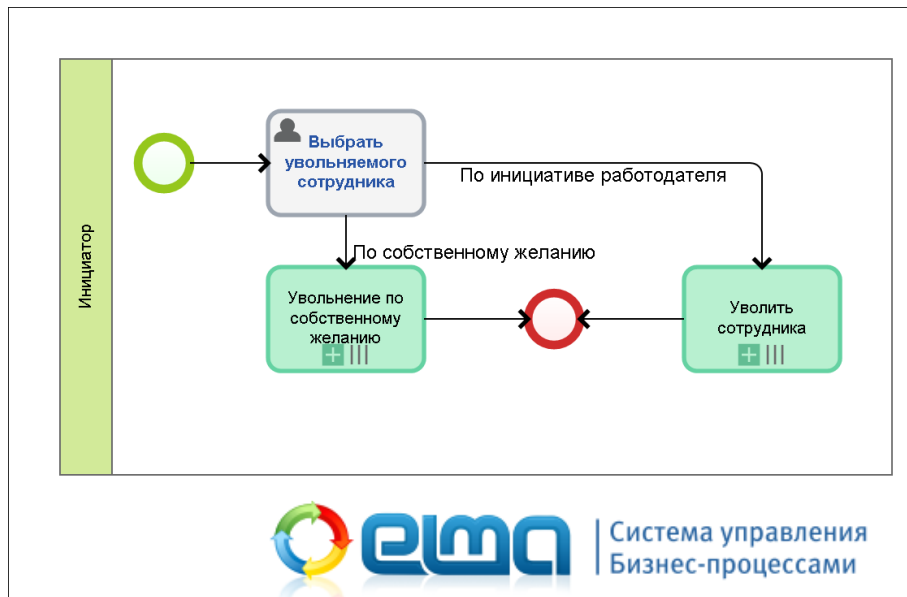 Инициатор
Выбрать
увольняемого
сотрудника
По инициативе работодателя
По собственному желанию
Увольнение по
собственному
желанию
Уволить
сотрудника
elma
Система управления
Бизнес-процессами